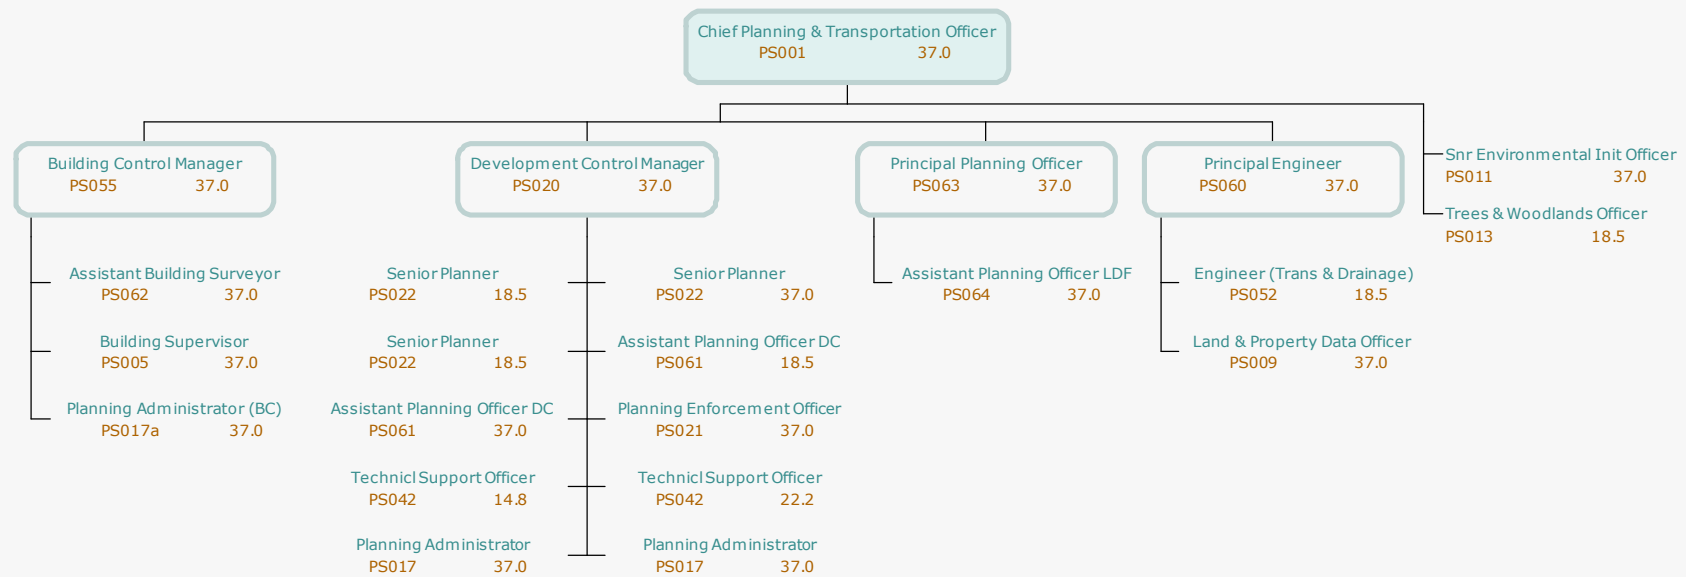 Chief Planning & Transportation Officer
PS001 37.0
Building Control Manager
PS055 37.0
Development Control Manager
PS020 37.0
Principal Planning Officer
PS063 37.0
Principal Engineer
PS060 37.0
Snr Environmental Init Officer
PS011 37.0
Trees & Woodlands Officer
PS013 18.5
Assistant Building Surveyor
PS062 37.0
Building Supervisor
PS005 37.0
Planning Administrator (BC)
PS017a 37.0
Senior Planner
PS022 18.5
Senior Planner
PS022 18.5
Assistant Planning Officer DC
PS061 37.0
Technicl Support Officer
PS042 14.8
Planning Administrator
PS017 37.0
Senior Planner
PS022 37.0
Assistant Planning Officer DC
PS061 18.5
Planning Enforcement Officer
PS021 37.0
Technicl Support Officer
PS042 22.2
Planning Administrator
PS017 37.0
Assistant Planning Officer LDF
PS064 37.0
Engineer (Trans & Drainage)
PS052 18.5
Land & Property Data Officer
PS009 37.0